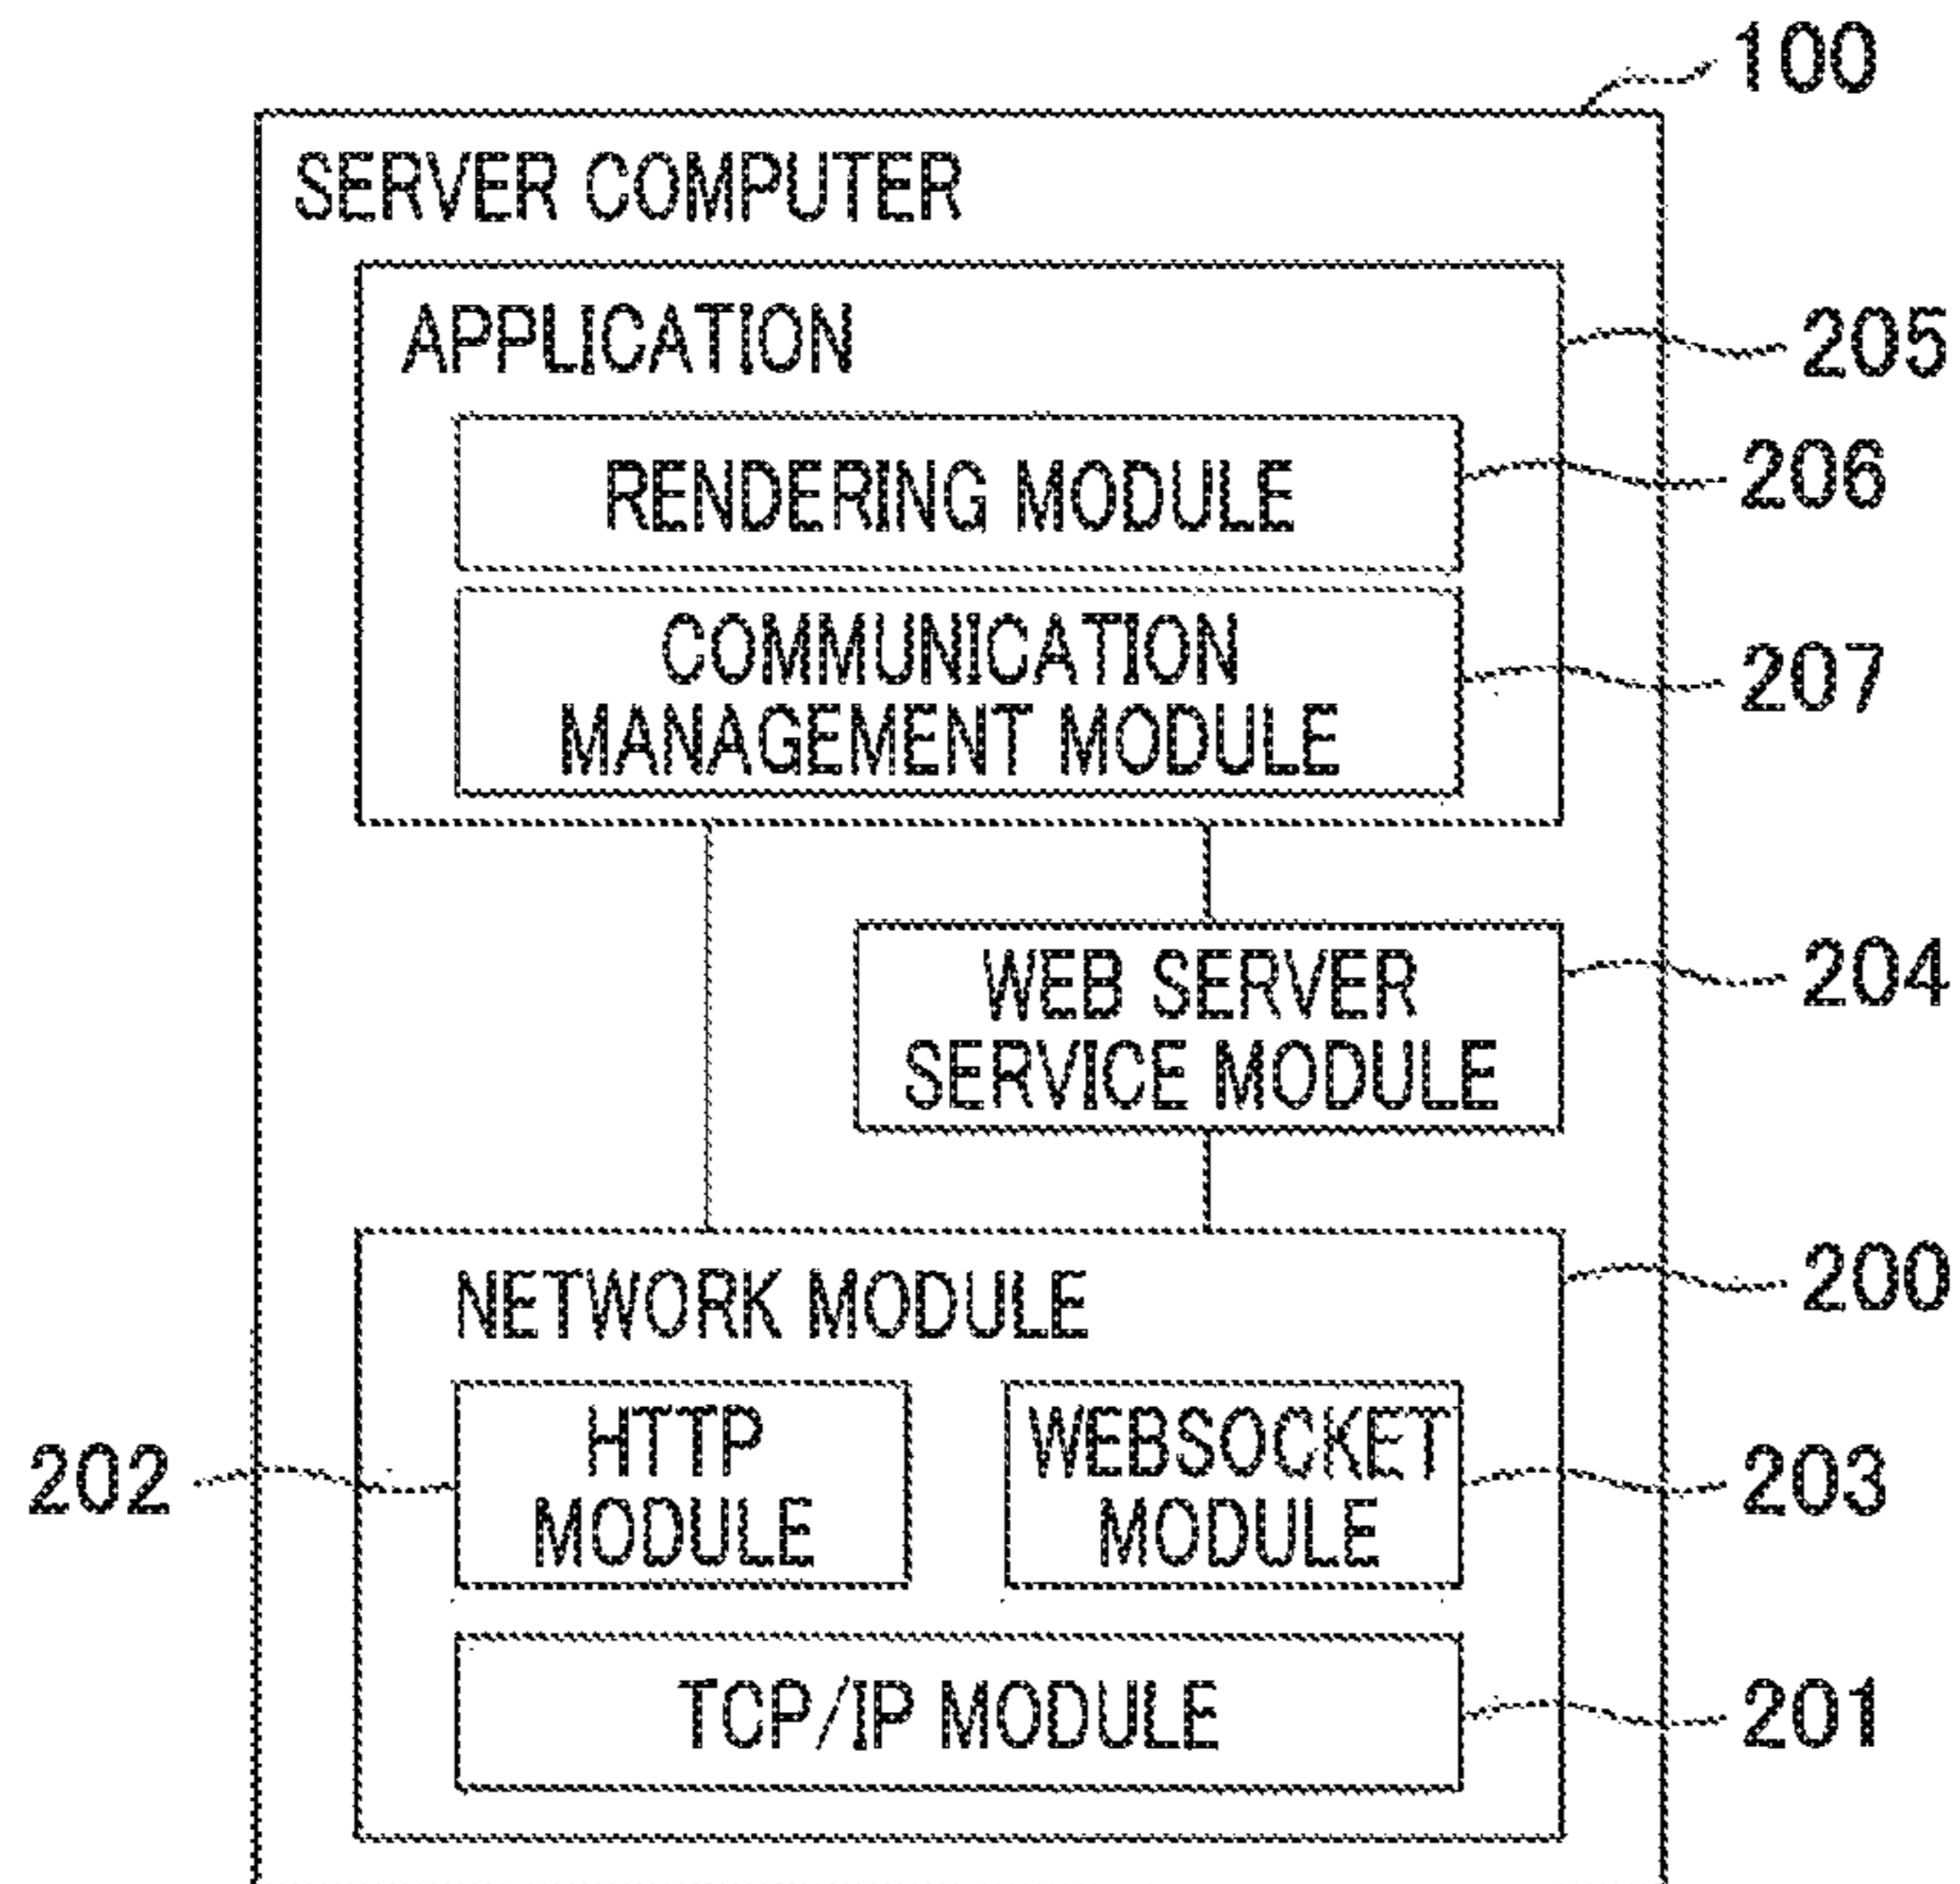 100
SERVER COMPUTER
APPLICATION
205
RENDERING MODULE
206
COMMUNICATION
MANAGEMENT MODULE
207
WEB SERVER
SERVICE MODULE
204
NETWORK MODULE
200
HTTP
MODULE
202
WEBSOCKET
MODULE
203
TCP/IP MODULE
201